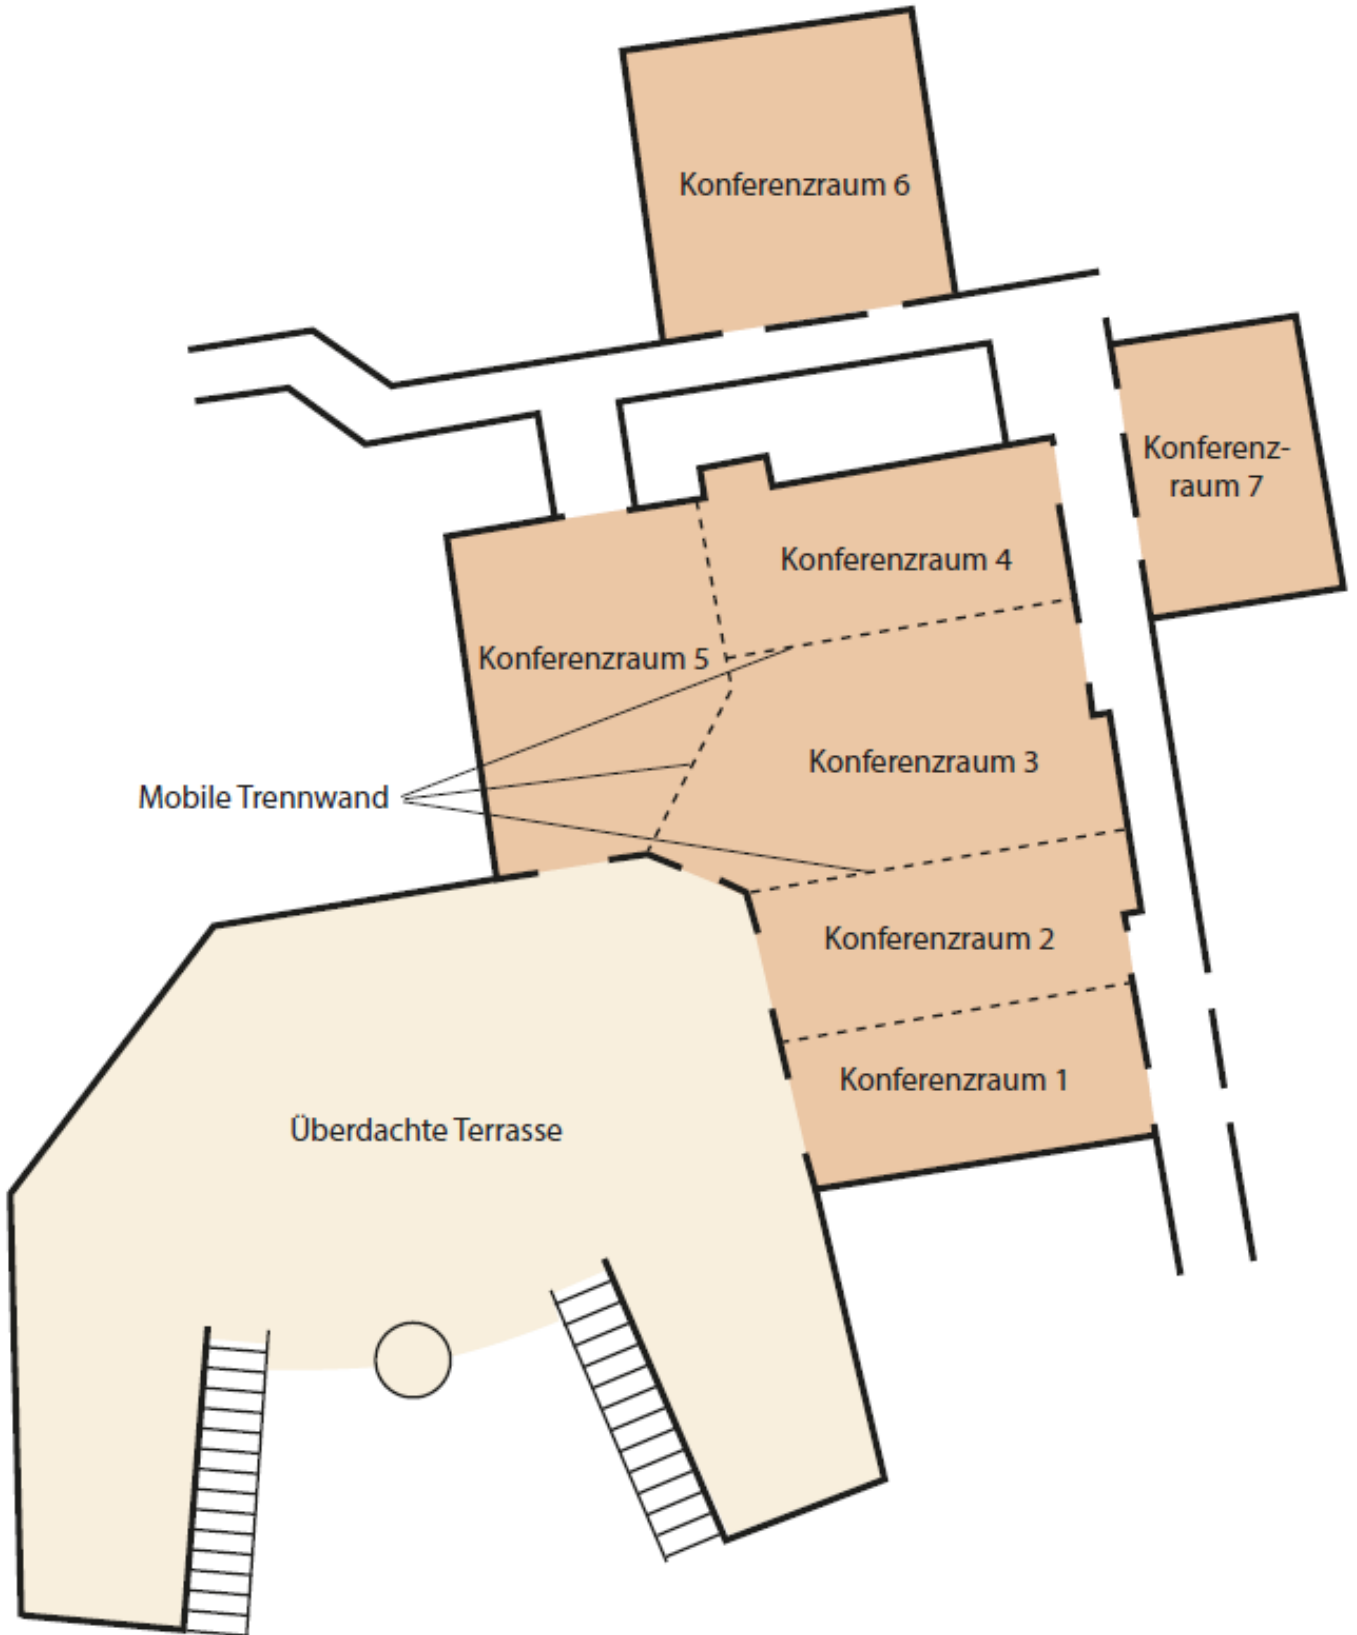 Konferenzraum 6
Konferenz-
raum 7
Konferenzraum 4
Konferenzraum 5
Konferenzraum 3
Mobile Trennwand
Konferenzraum 2
Konferenzraum 1
Überdachte Terrasse